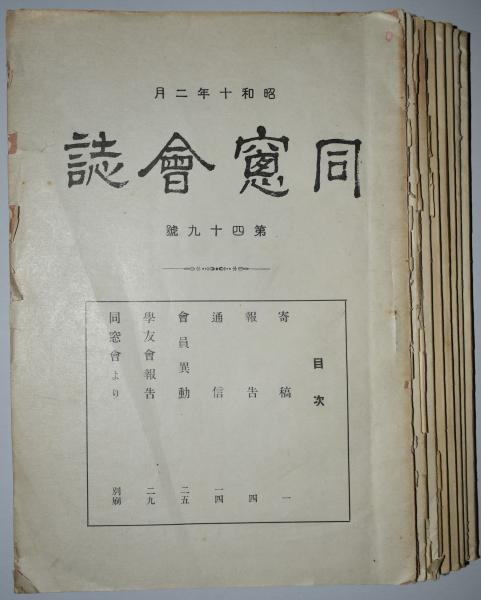 昭和十年二月
同窻會誌
第四十九號
目次
寄稿 一
報告 四
通信 一四
會員異動 二五
學友會報告 二九
同窓會より 別刷